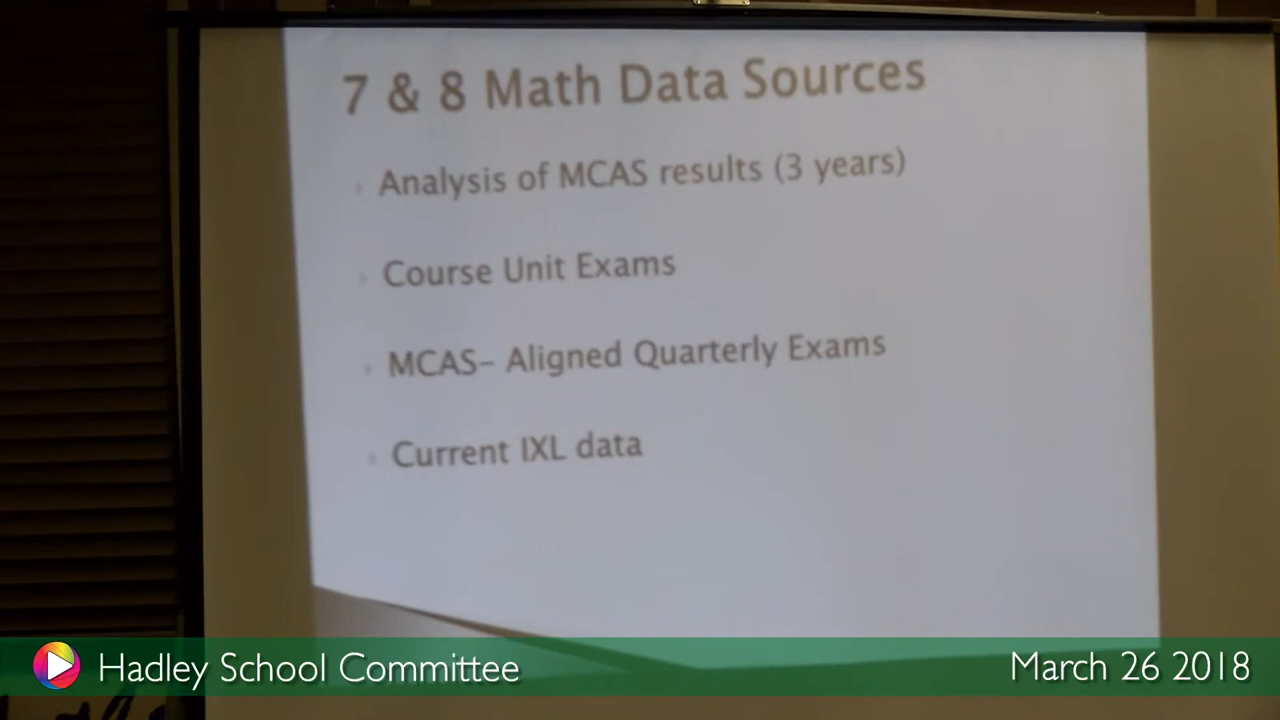 7 & 8 Math Data Sources
Analysis of MCAS results (3 years)
Course Unit Exams
MCAS– Aligned Quarterly Exams
Current IXL data
Hadley School Committee
March 26 2018